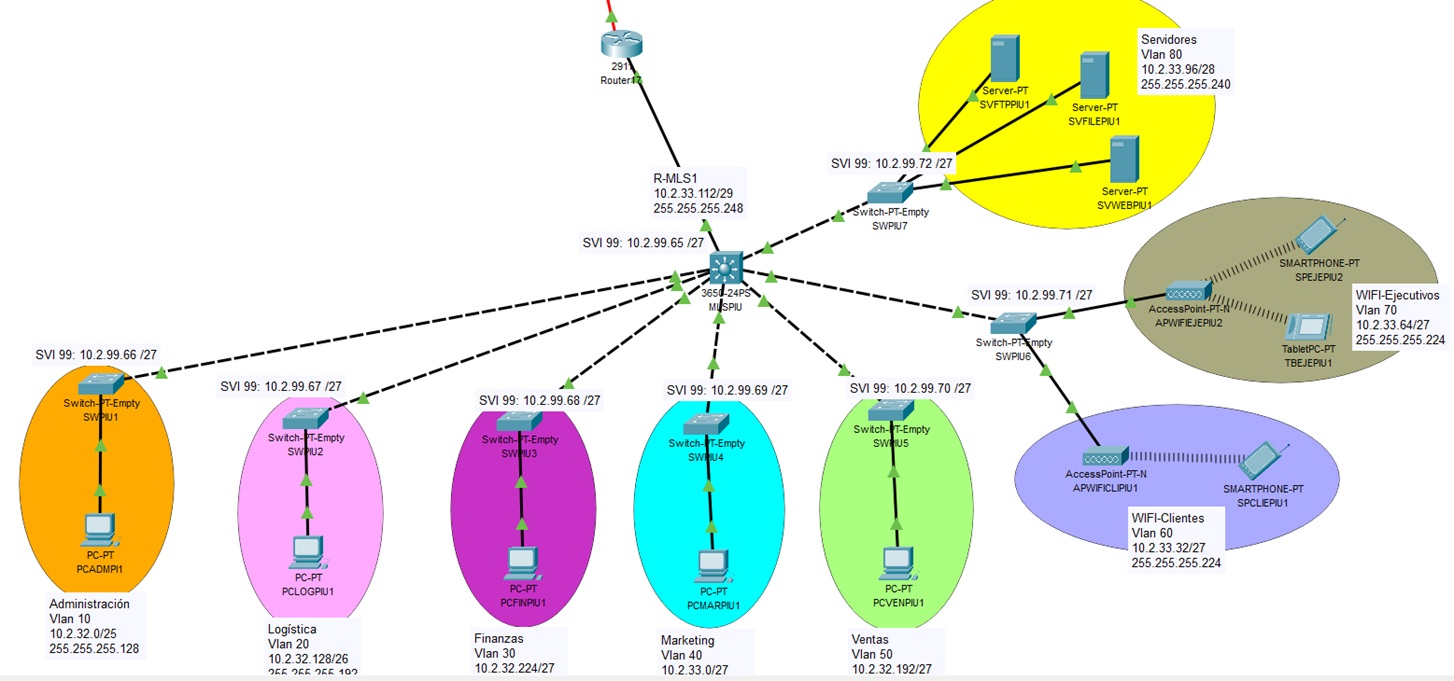 291
Router17
R-MLS1
10.2.33.112/29
255.255.255.248
SVI 99: 10.2.99.65 /27
3650-24PS
MLSPIU
Servidores
Vlan 80
10.2.33.96/28
255.255.255.240
Server-PT
SVFTPPIU1
Server-PT
SVFILEPIU1
Server-PT
SVWEBPIU1
SVI 99: 10.2.99.72 /27
Switch-PT-Empty
SWPIU7
SMARTPHONE-PT
SPEJEPIU2
AccessPoint-PT-N
APWIFIEJEPIU2
TabletPC-PT
TBEJEPIU1
WIFI-Ejecutivos
Vlan 70
10.2.33.64/27
255.255.255.224
SVI 99: 10.2.99.71 /27
Switch-PT-Empty
SWPIU6
AccessPoint-PT-N
APWIFICLIPIU1
SMARTPHONE-PT
SPCLIEPIU1
WIFI-Clientes
Vlan 60
10.2.33.32/27
255.255.255.224
SVI 99: 10.2.99.66 /27
Switch-PT-Empty
SWPIU1
PC-PT
PCADMPI1
Administración
Vlan 10
10.2.32.0/25
255.255.255.128
SVI 99: 10.2.99.67 /27
Switch-PT-Empty
SWPIU2
PC-PT
PCLOGPIU1
Logística
Vlan 20
10.2.32.128/26
255.255.255.192
SVI 99: 10.2.99.68 /27
Switch-PT-Empty
SWPIU3
PC-PT
PCFINPIU1
Finanzas
Vlan 30
10.2.32.224/27
SVI 99: 10.2.99.69 /27
Switch-PT-Empty
SWPIU4
PC-PT
PCMARPIU1
Marketing
Vlan 40
10.2.33.0/27
SVI 99: 10.2.99.70 /27
Switch-PT-Empty
SWPIU5
PC-PT
PCVENPIU1
Ventas
Vlan 50
10.2.32.192/27